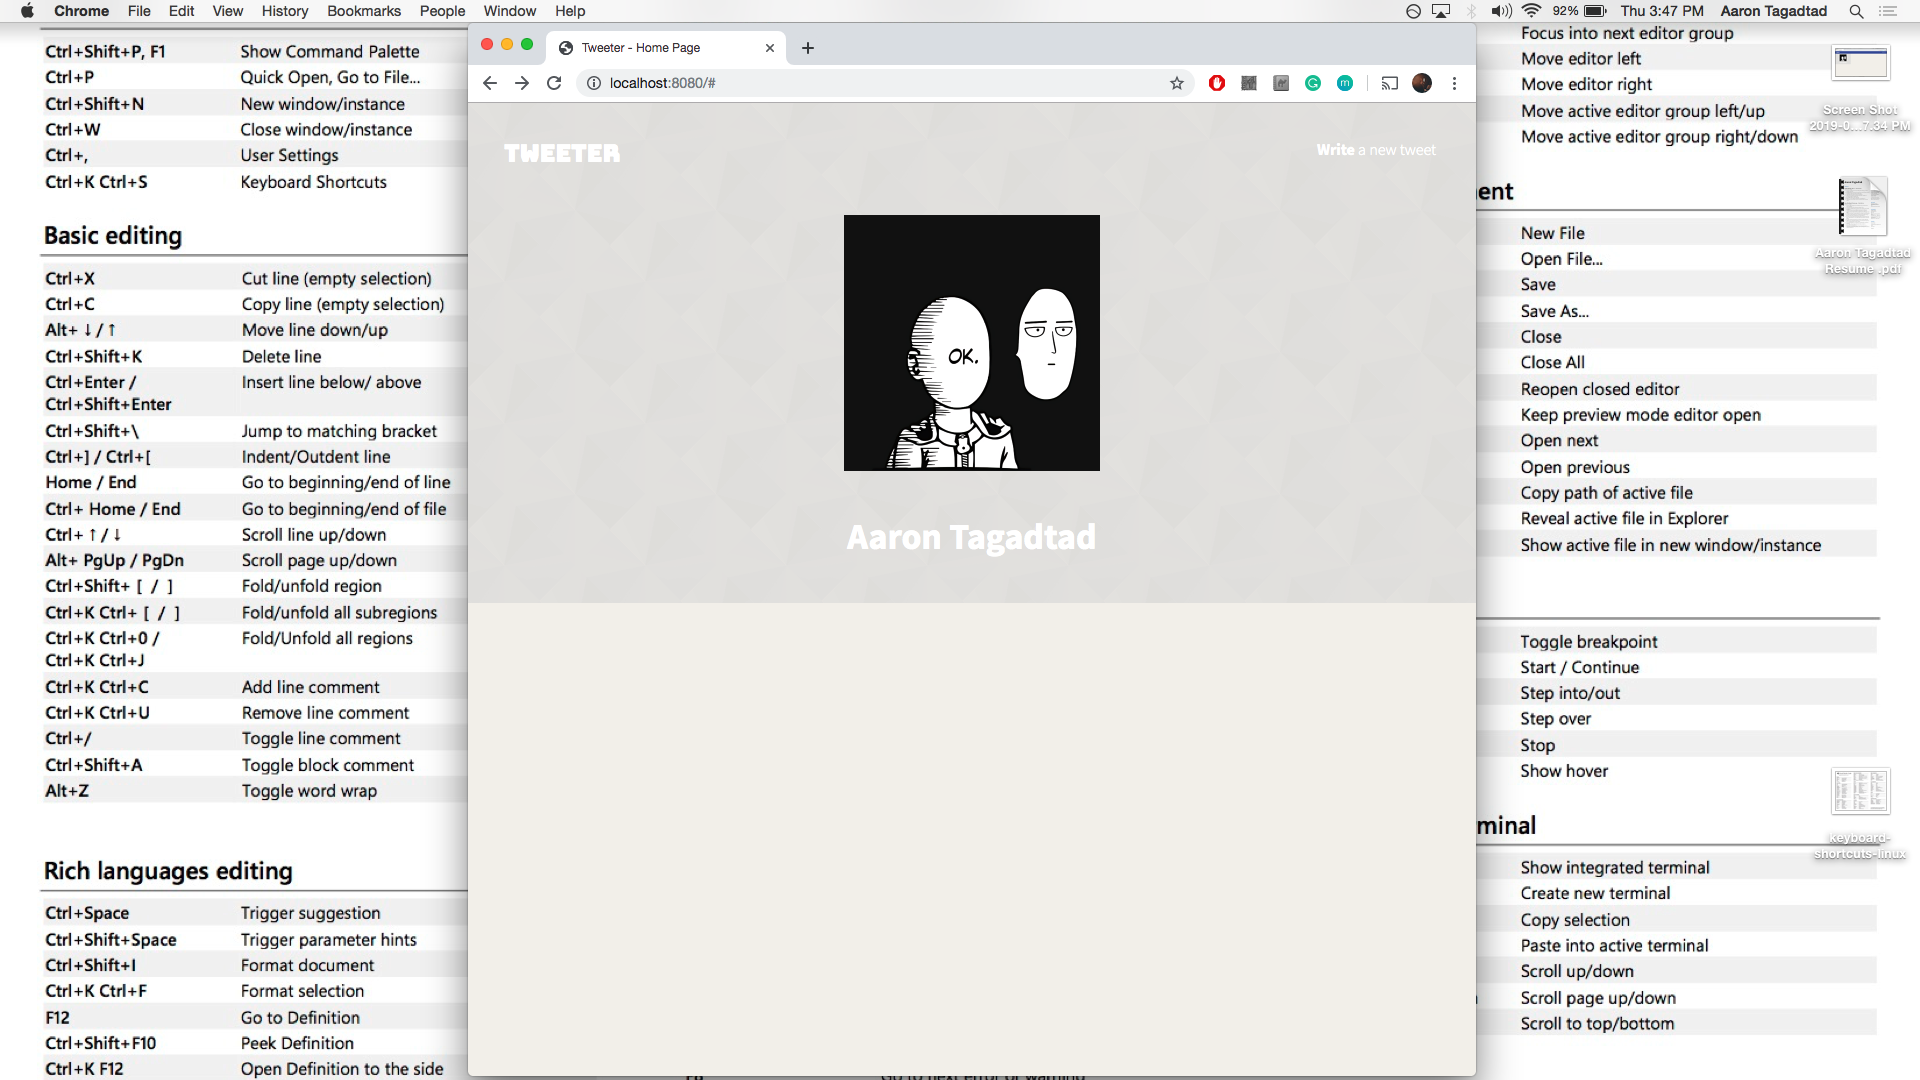 Chrome File Edit View History Bookmarks People Window Help
92% Thu 3:47 PM Aaron Tagadtad
Tweeter - Home Page
localhost:8080/#
TWEETER
Write a new tweet
OK.
Aaron Tagadtad
Ctrl+Shift+P, F1 Show Command Palette
Ctrl+P Quick Open, Go to File...
Ctrl+Shift+N New window/instance
Ctrl+W Close window/instance
Ctrl+, User Settings
Ctrl+K Ctrl+S Keyboard Shortcuts
Basic editing
Ctrl+X Cut line (empty selection)
Ctrl+C Copy line (empty selection)
Alt+ ↓ / ↑ Move line down/up
Ctrl+Shift+K Delete line
Ctrl+Enter / Insert line below/ above
Ctrl+Shift+Enter
Ctrl+Shift+\ Jump to matching bracket
Ctrl+] / Ctrl+[ Indent/Outdent line
Home / End Go to beginning/end of line
Ctrl+ Home / End Go to beginning/end of file
Ctrl+ ↑ / ↓ Scroll line up/down
Alt+ PgUp / PgDn Scroll page up/down
Ctrl+Shift+ [ / ] Fold/unfold region
Ctrl+K Ctrl+ [ / ] Fold/unfold all subregions
Ctrl+K Ctrl+0 / Fold/Unfold all regions
Ctrl+K Ctrl+J
Ctrl+K Ctrl+C Add line comment
Ctrl+K Ctrl+U Remove line comment
Ctrl+/ Toggle line comment
Ctrl+Shift+A Toggle block comment
Alt+Z Toggle word wrap
Rich languages editing
Ctrl+Space Trigger suggestion
Ctrl+Shift+Space Trigger parameter hints
Ctrl+Shift+I Format document
Ctrl+K Ctrl+F Format selection
F12 Go to Definition
Ctrl+Shift+F10 Peek Definition
Ctrl+K F12 Open Definition to the side
Focus into next editor group
Move editor left
Move editor right
Move active editor group left/up
Move active editor group right/down
ent
New File
Open File...
Save
Save As...
Close
Close All
Reopen closed editor
Keep preview mode editor open
Open next
Open previous
Copy path of active file
Reveal active file in Explorer
Show active file in new window/instance
Toggle breakpoint
Start / Continue
Step into/out
Step over
Stop
Show hover
minal
Show integrated terminal
Create new terminal
Copy selection
Paste into active terminal
Scroll up/down
Scroll page up/down
Scroll to top/bottom
Screen Shot
2019-0...7.34 PM
Aaron Tagadtad
Resume .pdf
keyboard-
shortcuts-linux